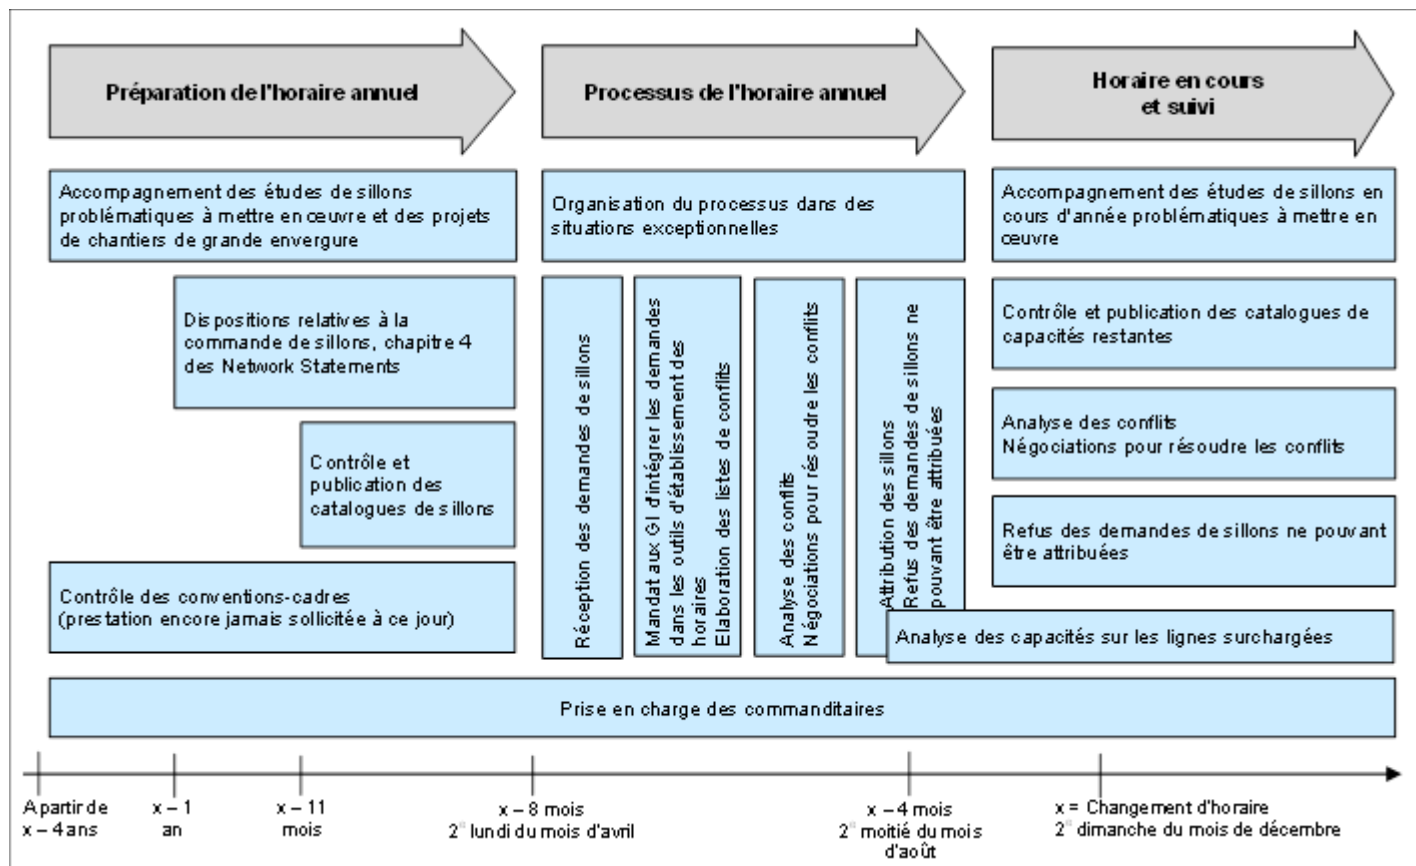 Préparation de l'horaire annuel
Processus de l'horaire annuel
Horaire en cours
et suivi
Accompagnement des études de sillons
problématiques à mettre en œuvre et des projets
de chantiers de grande envergure
Organisation du processus dans des
situations exceptionnelles
Accompagnement des études de sillons en
cours d'année problématiques à mettre en
œuvre
Dispositions relatives à la
commande de sillons, chapitre 4
des Network Statements
Contrôle et
publication des
catalogues de sillons
Contrôle des conventions-cadres
(prestation encore jamais sollicitée à ce jour)
Réception des demandes de sillons
Mandat aux GI d'intégrer les demandes
dans les outils d'établissement des
horaires
Elaboration des listes de conflits
Analyse des conflits
Négociations pour résoudre les conflits
Attribution des sillons
Refus des demandes de sillons ne
pouvant être attribuées
Contrôle et publication des catalogues de
capacités restantes
Analyse des conflits
Négociations pour résoudre les conflits
Refus des demandes de sillons ne pouvant
être attribuées
Analyse des capacités sur les lignes surchargées
Prise en charge des commanditaires
A partir de
x – 4 ans
x – 1
an
x – 11
mois
x – 8 mois
2e lundi du mois d'avril
x – 4 mois
2e moitié du mois
d'août
x = Changement d'horaire
2e dimanche du mois de décembre